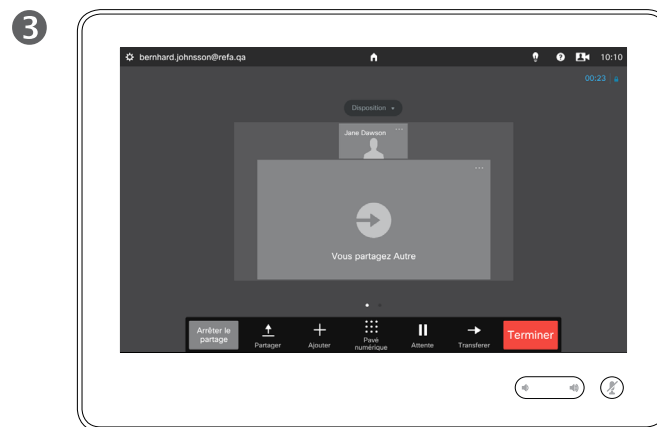 3
bernhard.johnsson@refa.qa
10:10
00:23
Disposition
Jane Dawson
Vous partagez Autre
Arrêter le
partage
Partager
Ajouter
Pavé
numérique
Attente
Transferer
Terminer